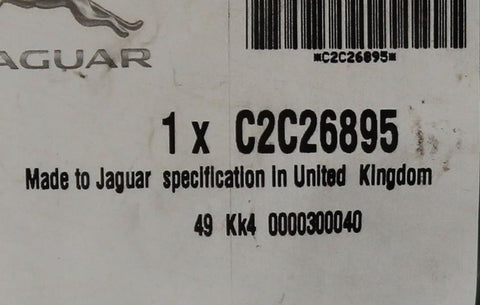 JAGUAR
*C2C26895*
1 x C2C26895
Made to Jaguar specification in United Kingdom
49 Kk4 0000300040